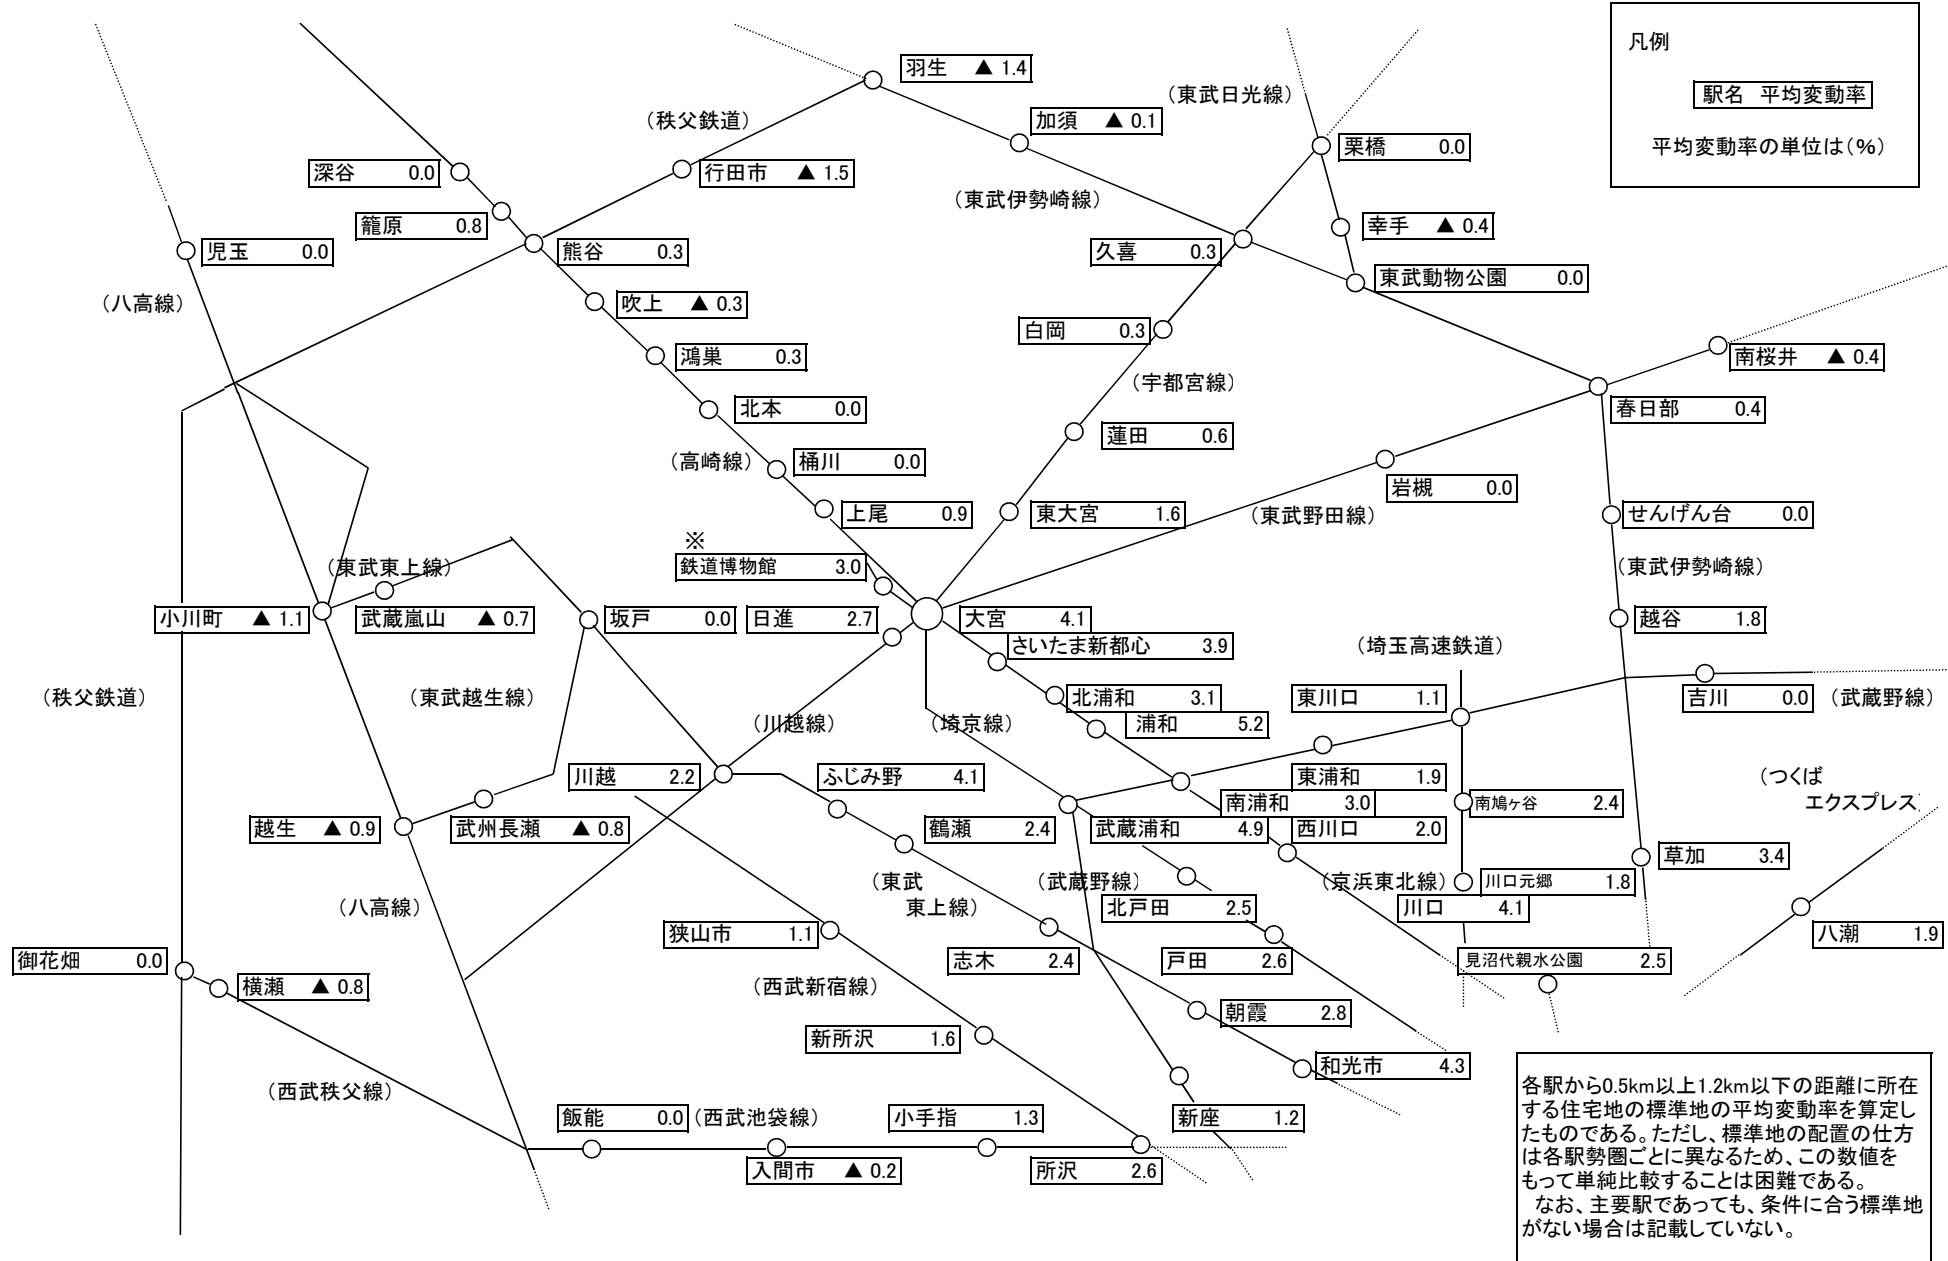 凡例
駅名 平均変動率
平均変動率の単位は(%)
羽生 ▲ 1.4
(東武日光線)
加須 ▲ 0.1
(秩父鉄道)
栗橋 0.0
深谷 0.0
行田市 ▲ 1.5
(東武伊勢崎線)
籠原 0.8
幸手 ▲ 0.4
児玉 0.0
熊谷 0.3
久喜 0.3
東武動物公園 0.0
(八高線)
吹上 ▲ 0.3
白岡 0.3
鴻巣 0.3
南桜井 ▲ 0.4
(宇都宮線)
北本 0.0
春日部 0.4
蓮田 0.6
(高崎線)
桶川 0.0
岩槻 0.0
上尾 0.9
東大宮 1.6
(東武野田線)
せんげん台 0.0
※
鉄道博物館 3.0
(東武東上線)
(東武伊勢崎線)
小川町 ▲ 1.1
武蔵嵐山 ▲ 0.7
坂戸 0.0
日進 2.7
大宮 4.1
越谷 1.8
さいたま新都心 3.9
(埼玉高速鉄道)
(秩父鉄道)
(東武越生線)
北浦和 3.1
東川口 1.1
吉川 0.0
(武蔵野線)
(川越線)
(埼京線)
浦和 5.2
川越 2.2
ふじみ野 4.1
東浦和 1.9
(つくば
エクスプレス
南浦和 3.0
南鳩ヶ谷 2.4
越生 ▲ 0.9
武州長瀬 ▲ 0.8
鶴瀬 2.4
武蔵浦和 4.9
西川口 2.0
草加 3.4
(東武
東上線)
(武蔵野線)
(京浜東北線)
川口元郷 1.8
(八高線)
北戸田 2.5
川口 4.1
狭山市 1.1
八潮 1.9
御花畑 0.0
志木 2.4
戸田 2.6
見沼代親水公園 2.5
横瀬 ▲ 0.8
(西武新宿線)
朝霞 2.8
新所沢 1.6
和光市 4.3
(西武秩父線)
飯能 0.0
(西武池袋線)
小手指 1.3
新座 1.2
入間市 ▲ 0.2
所沢 2.6
各駅から0.5km以上1.2km以下の距離に所在
する住宅地の標準地の平均変動率を算定し
たものである。ただし、標準地の配置の仕方
は各駅勢圏ごとに異なるため、この数値を
もって単純比較することは困難である。
なお、主要駅であっても、条件に合う標準地
がない場合は記載していない。